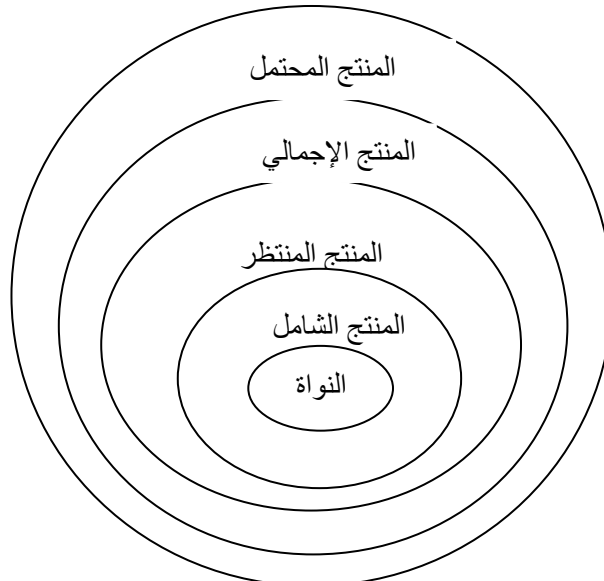 المنتج المحتمل
المنتج الإجمالي
المنتج المنتظر
المنتج الشامل
النواة